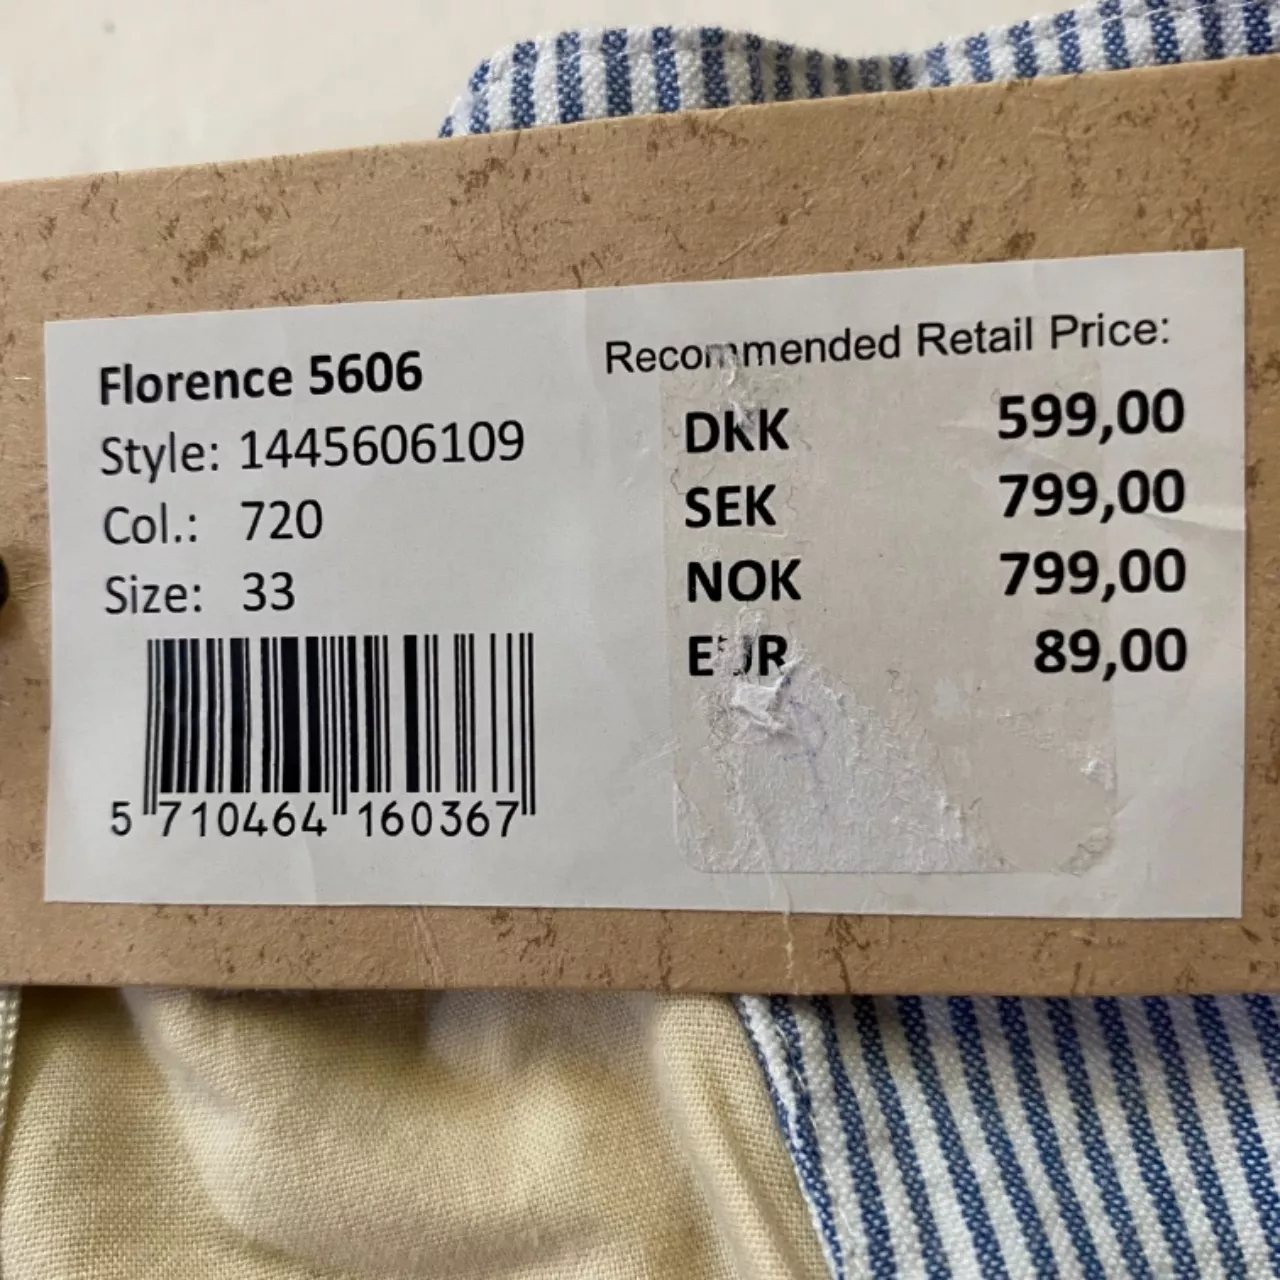 Florence 5606
Style: 1445606109
Col.: 720
Size: 33
5 710464 160367
Recommended Retail Price:
DKK 599,00
SEK 799,00
NOK 799,00
EUR 89,00